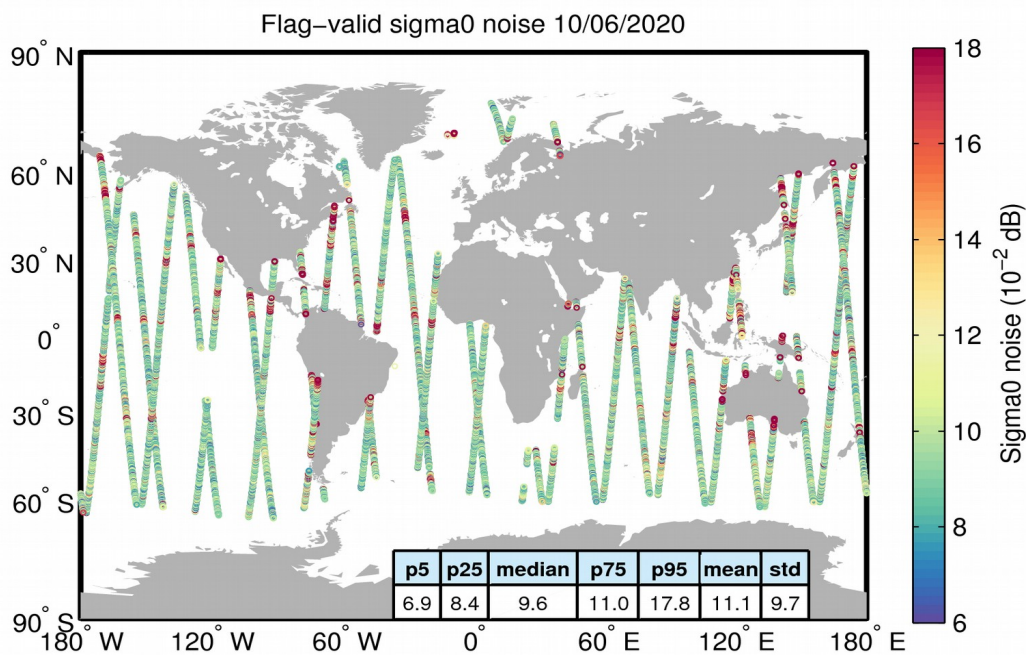 Flag−valid sigma0 noise 10/06/2020
90° N
60° N
30° N
0°
30° S
60° S
90° S
180° W
120° W
60° W
0°
60° E
120° E
180° E
p5 p25 median p75 p95 mean std
6.9 8.4 9.6 11.0 17.8 11.1 9.7
18
16
14
12
10
8
6
Sigma0 noise (10⁻² dB)